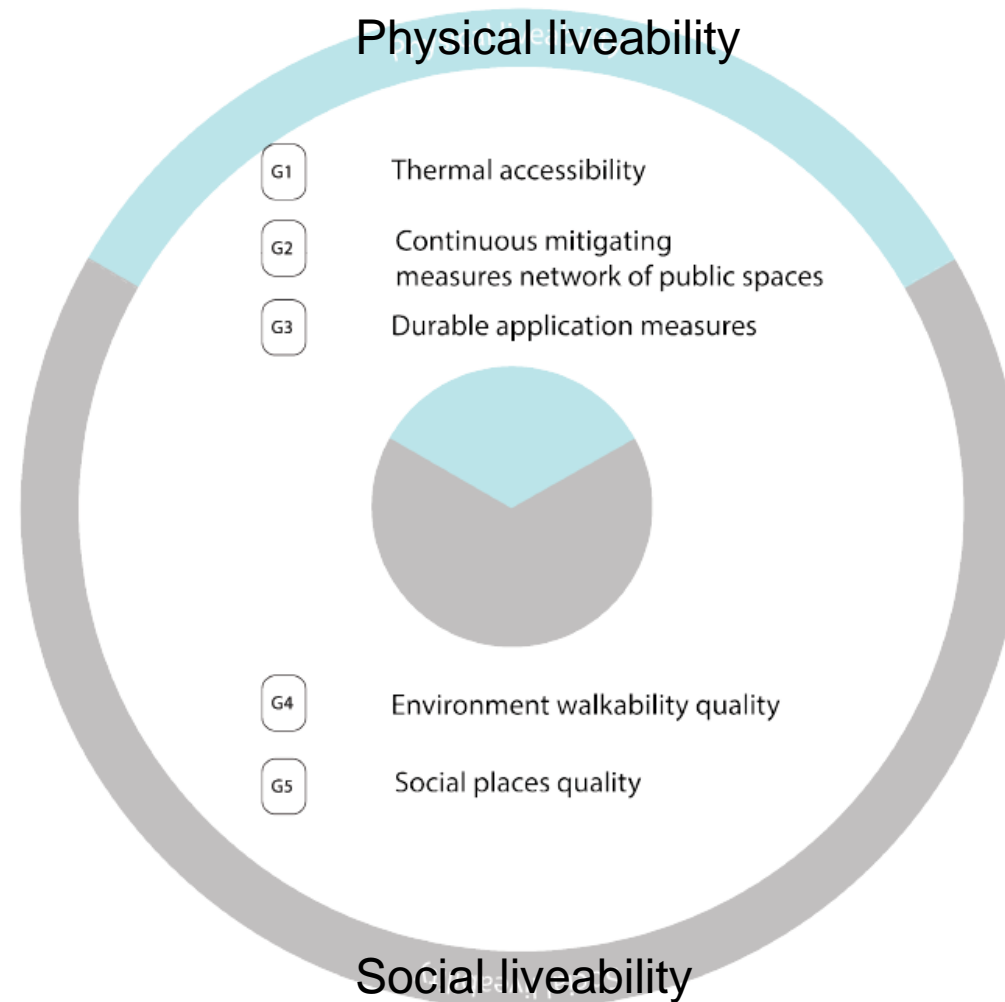 Physical liveability
G1 Thermal accessibility
G2 Continuous mitigating
measures network of public spaces
G3 Durable application measures
G4 Environment walkability quality
G5 Social places quality
Social liveability